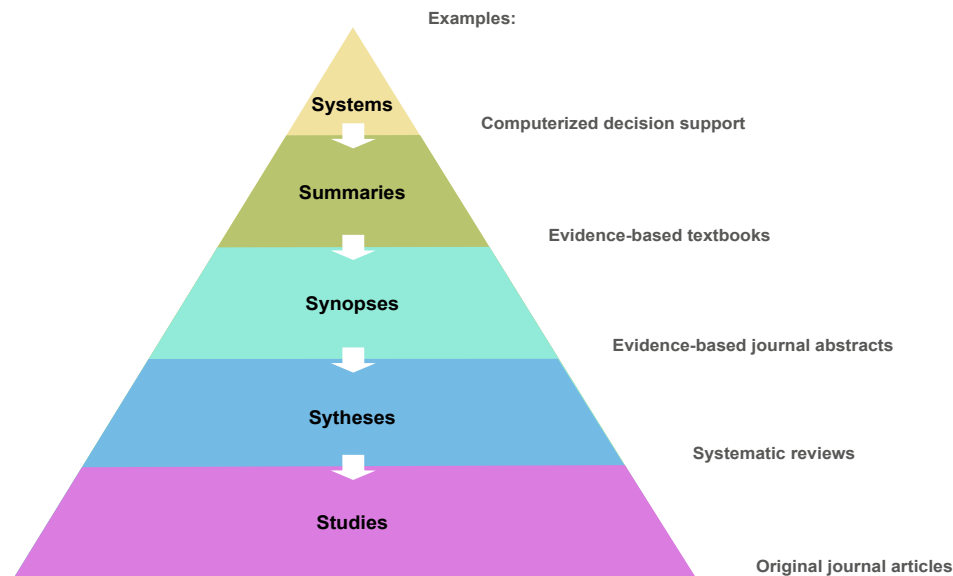 Examples:
Systems
Computerized decision support
Summaries
Evidence-based textbooks
Synopses
Evidence-based journal abstracts
Sytheses
Systematic reviews
Studies
Original journal articles